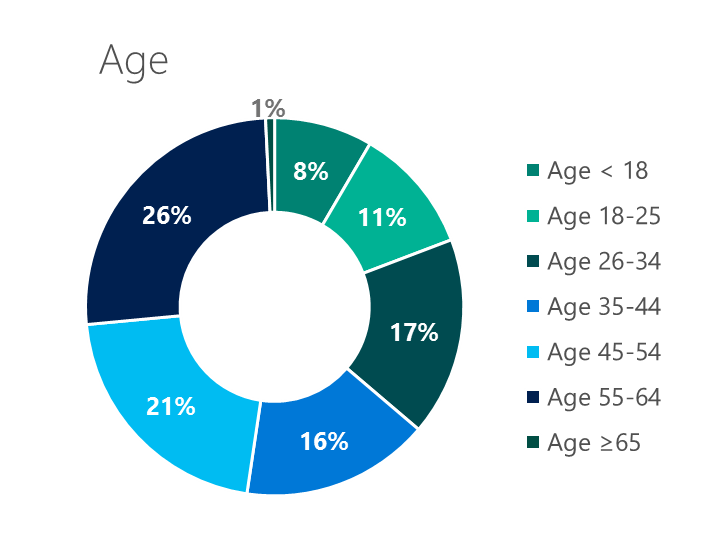 Age
1%
8%
11%
17%
16%
21%
26%
Age < 18
Age 18-25
Age 26-34
Age 35-44
Age 45-54
Age 55-64
Age ≥65